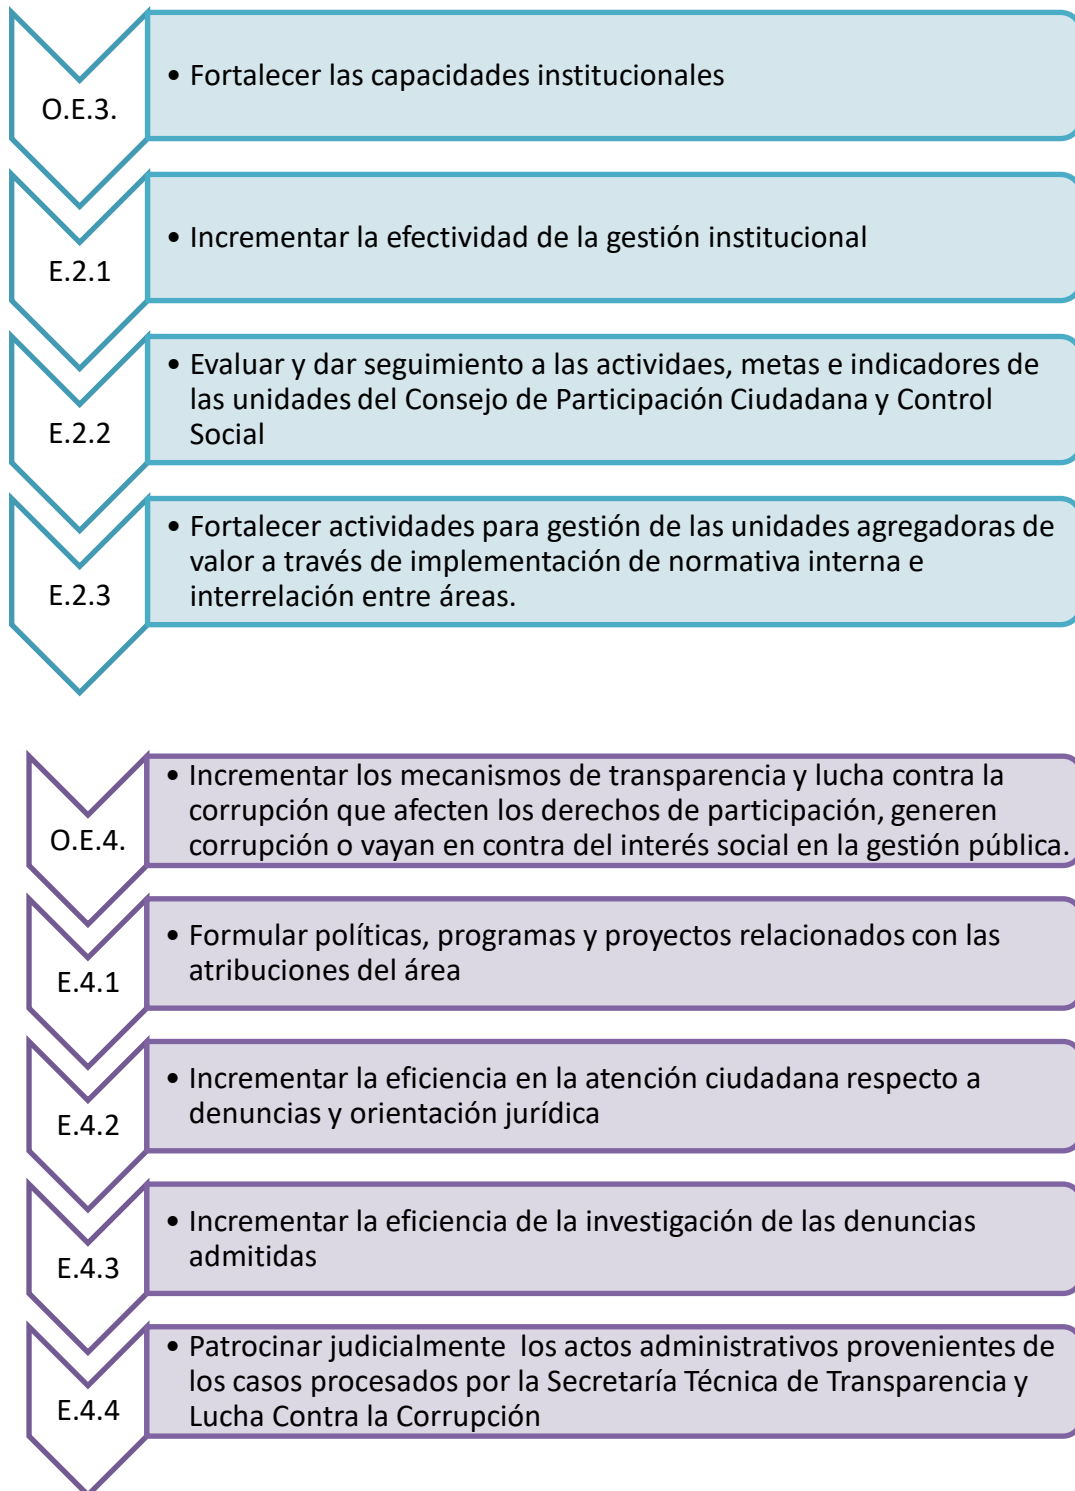 O.E.3.
• Fortalecer las capacidades institucionales
E.2.1
• Incrementar la efectividad de la gestión institucional
E.2.2
• Evaluar y dar seguimiento a las actividaes, metas e indicadores de
las unidades del Consejo de Participación Ciudadana y Control
Social
E.2.3
• Fortalecer actividades para gestión de las unidades agregadoras de
valor a través de implementación de normativa interna e
interrelación entre áreas.
O.E.4.
• Incrementar los mecanismos de transparencia y lucha contra la
corrupción que afecten los derechos de participación, generen
corrupción o vayan en contra del interés social en la gestión pública.
E.4.1
• Formular políticas, programas y proyectos relacionados con las
atribuciones del área
E.4.2
• Incrementar la eficiencia en la atención ciudadana respecto a
denuncias y orientación jurídica
E.4.3
• Incrementar la eficiencia de la investigación de las denuncias
admitidas
E.4.4
• Patrocinar judicialmente  los actos administrativos provenientes de
los casos procesados por la Secretaría Técnica de Transparencia y
Lucha Contra la Corrupción